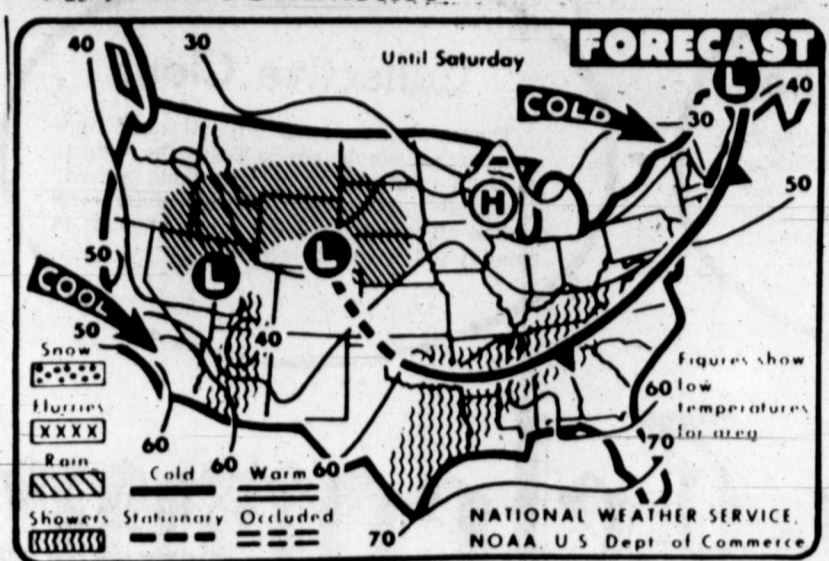 FORECAST
Until Saturday
40
30
COLD
L
40
30
H
50
50
L
L
COOL
50
40
Snow
Flurries
XXXX
Rain
Showers
60
60
60
Cold
Warm
Stationary
Occluded
70
Figures show
60 low
temperatures
70
for area
NATIONAL WEATHER SERVICE,
NOAA, U S Dept of Commerce